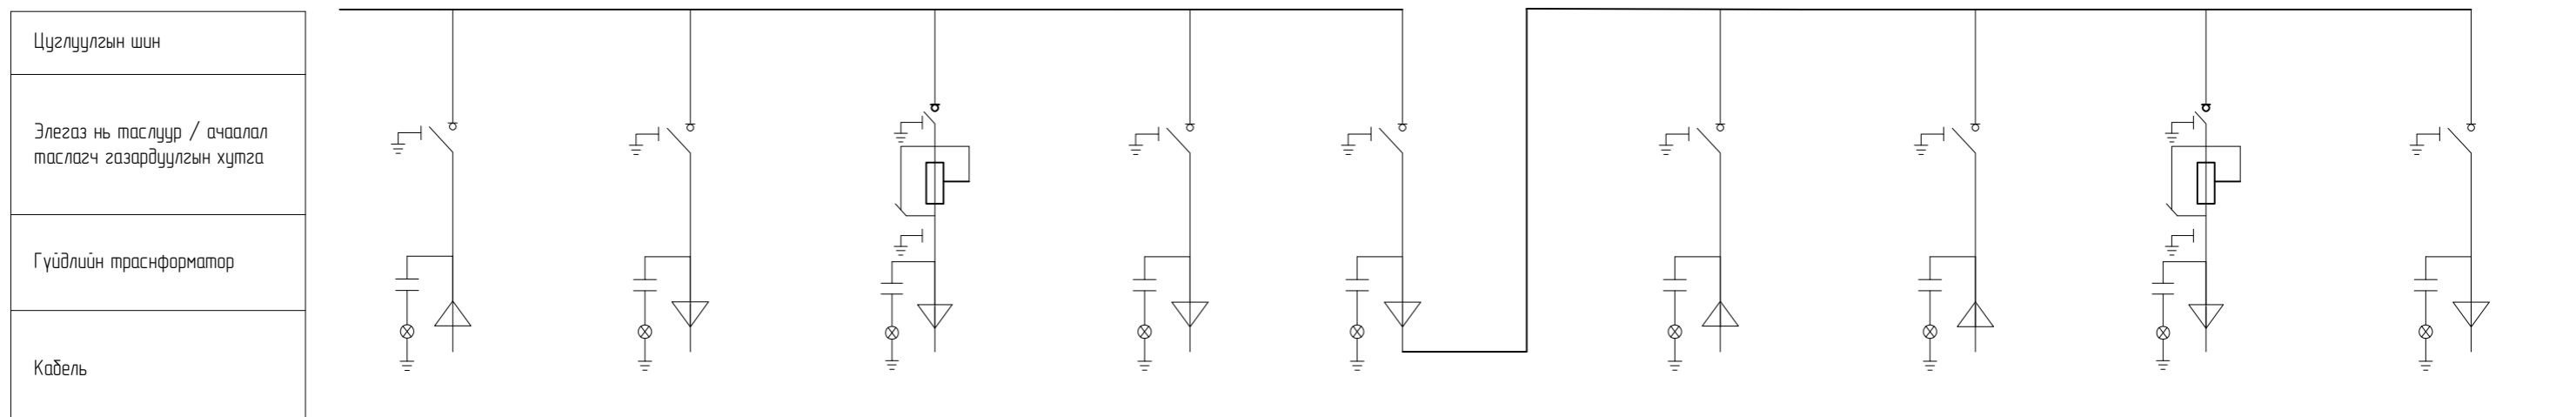 Цуглуулгын шин
Элегаз нь таслуур / ачаалал
таслагч газардуулгын хутга
Гүйдлийн траснформатор
Кабель